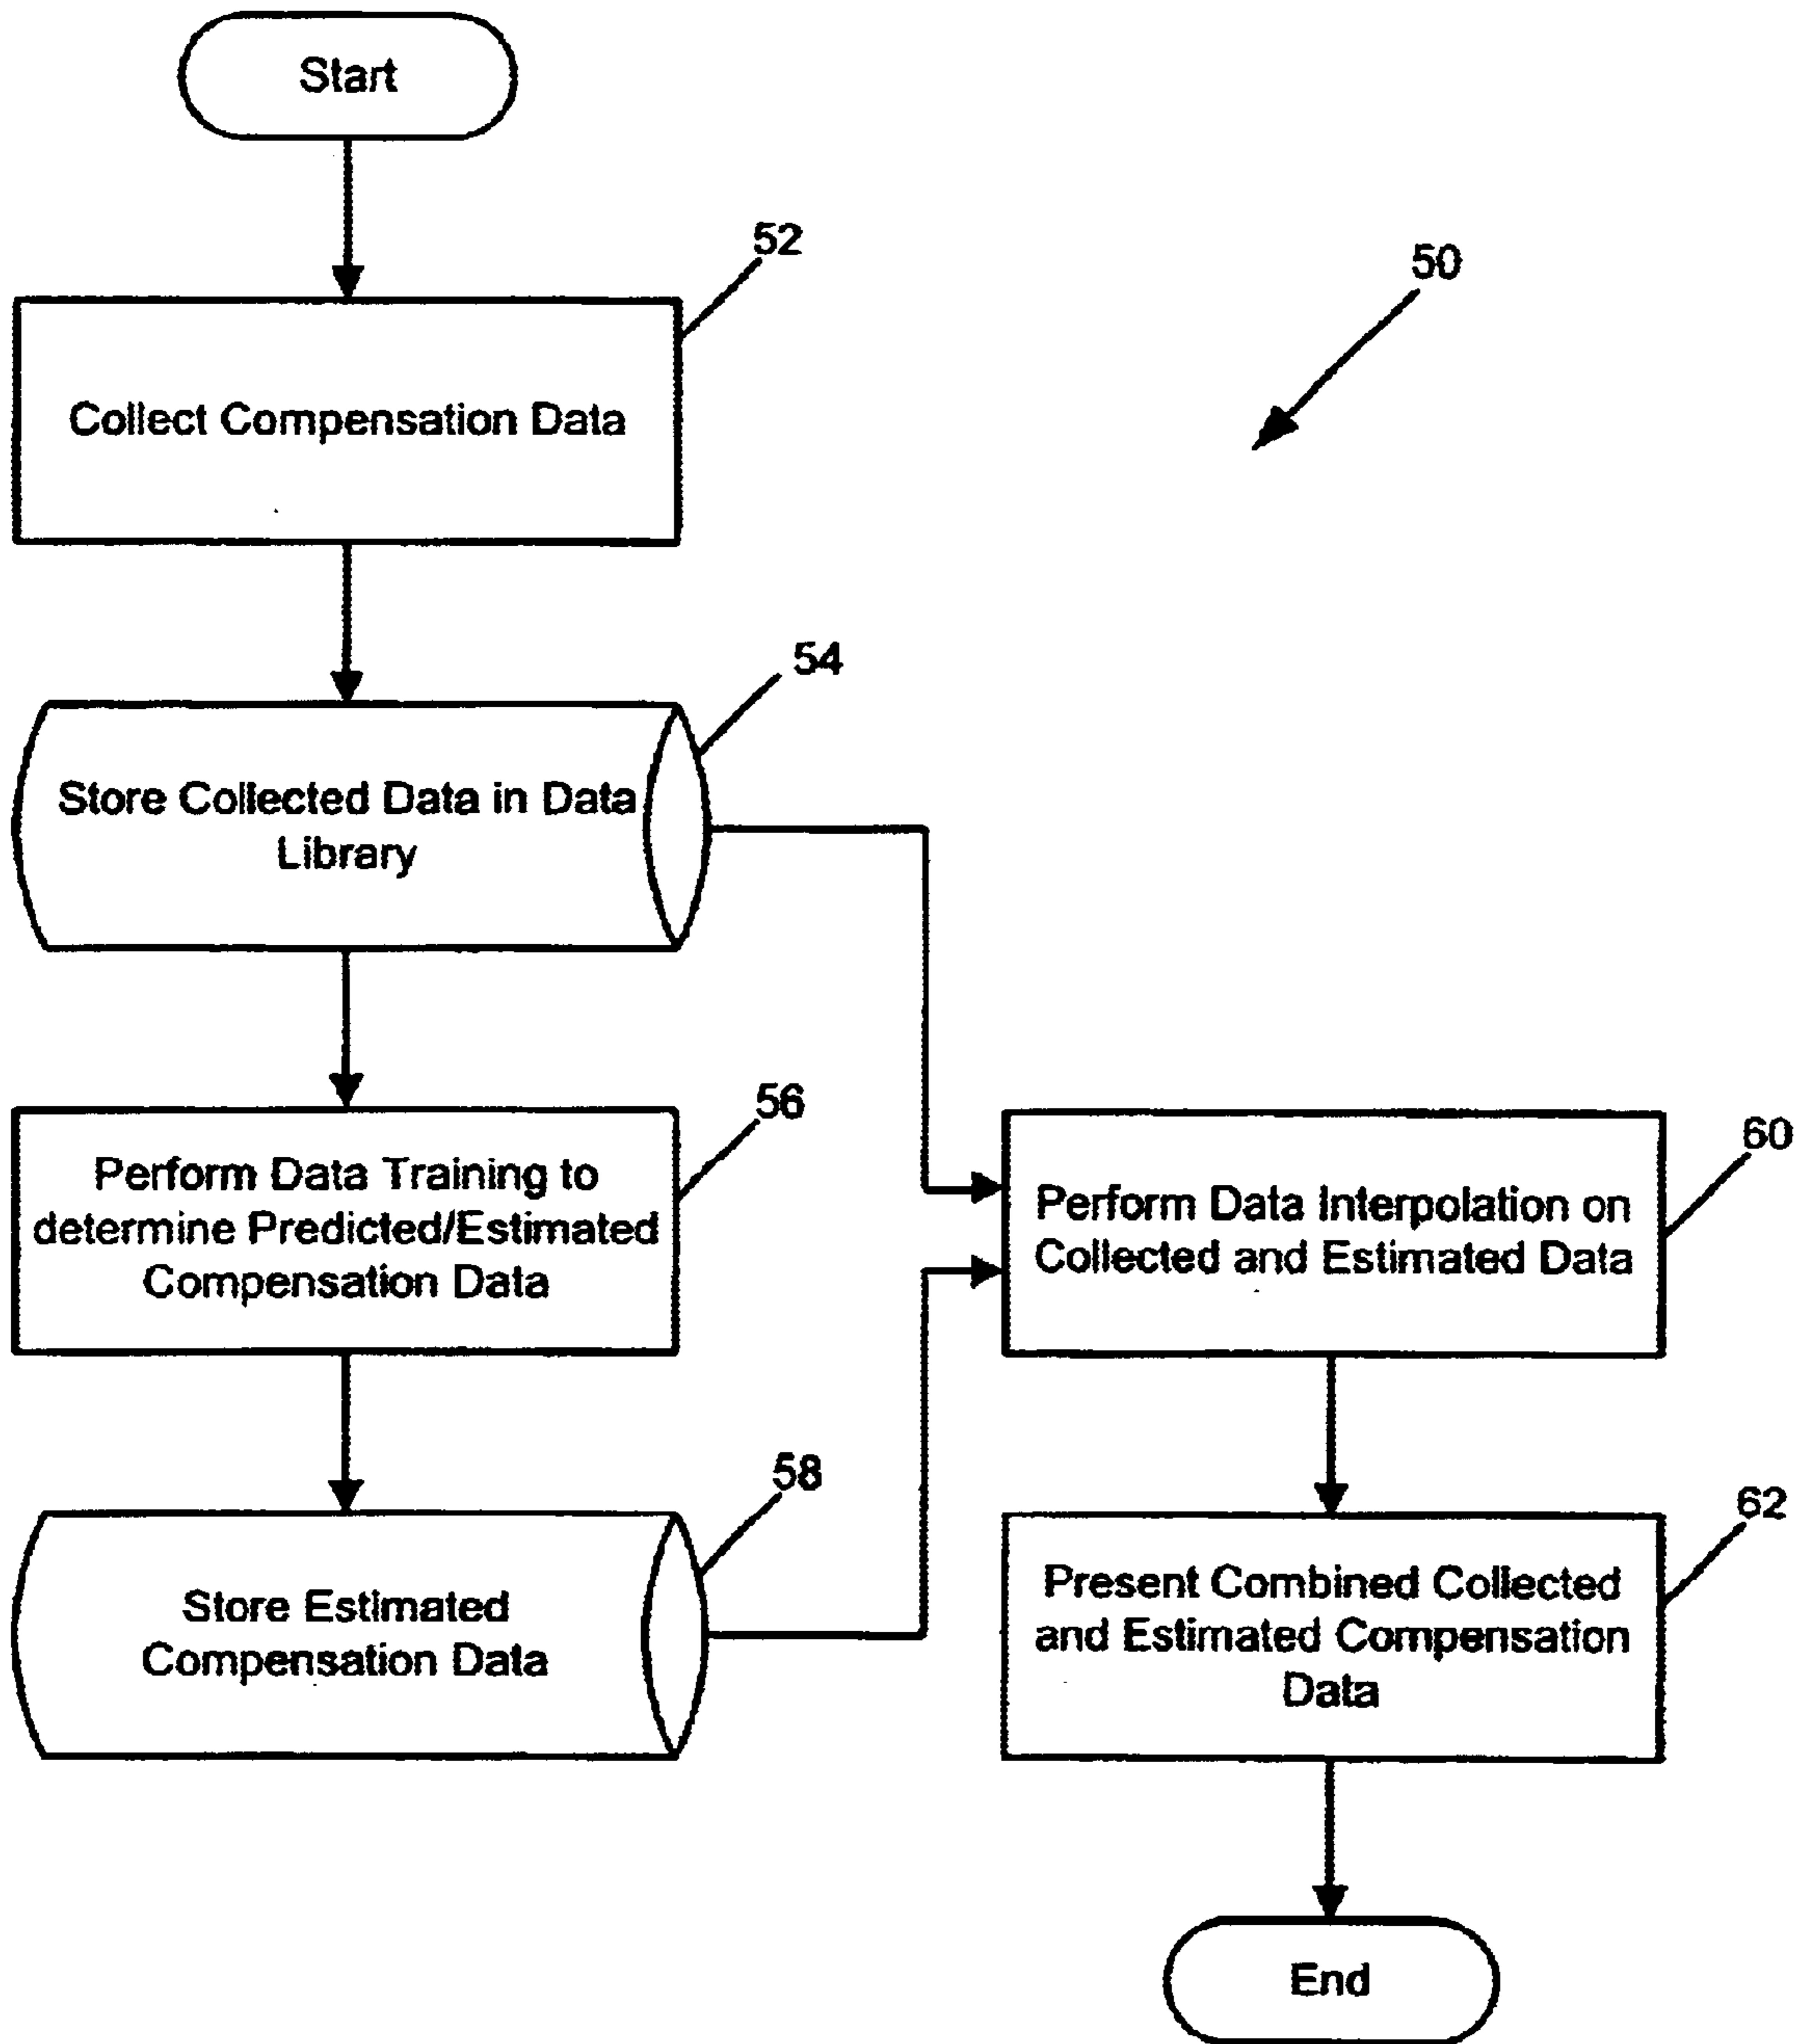 Start
52
50
Collect Compensation Data
54
Store Collected Data in Data
Library
56
Perform Data Training to
determine Predicted/Estimated
Compensation Data
60
Perform Data Interpolation on
Collected and Estimated Data
58
Store Estimated
Compensation Data
62
Present Combined Collected
and Estimated Compensation
Data
End